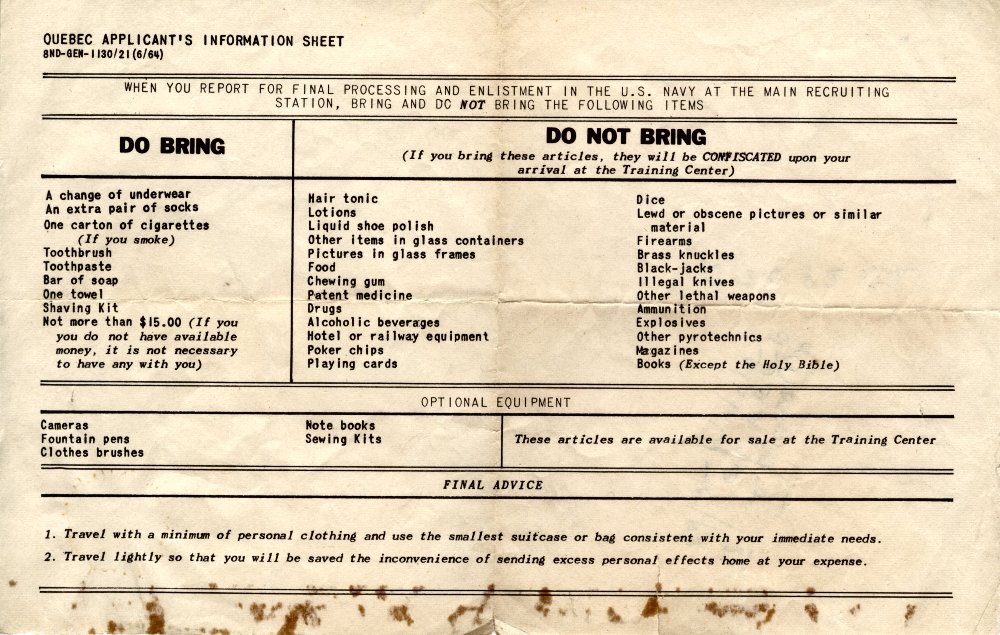 QUEBEC APPLICANT'S INFORMATION SHEET
8ND-GEN-1130/21 (6/64)
WHEN YOU REPORT FOR FINAL PROCESSING AND ENLISTMENT IN THE U.S. NAVY AT THE MAIN RECRUITING
STATION, BRING AND DC NOT BRING THE FOLLOWING ITEMS
DO BRING
A change of underwear
An extra pair of socks
One carton of cigarettes
(If you smoke)
Toothbrush
Toothpaste
Bar of soap
One towel
Shaving Kit
Not more than $15.00 (If you
you do not have available
money, it is not necessary
to have any with you)
DO NOT BRING
(If you bring these articles, they will be CONFISCATED upon your
arrival at the Training Center)
Hair tonic
Lotions
Liquid shoe polish
Other items in glass containers
Pictures in glass frames
Food
Chewing gum
Patent medicine
Drugs
Alcoholic beverages
Hotel or railway equipment
Poker chips
Playing cards
Dice
Lewd or obscene pictures or similar
material
Firearms
Brass knuckles
Black-jacks
Illegal knives
Other lethal weapons
Ammunition
Explosives
Other pyrotechnics
Magazines
Books (Except the Holy Bible)
OPTIONAL EQUIPMENT
Cameras
Fountain pens
Clothes brushes
Note books
Sewing Kits
These articles are available for sale at the Training Center
FINAL ADVICE
1. Travel with a minimum of personal clothing and use the smallest suitcase or bag consistent with your immediate needs.
2. Travel lightly so that you will be saved the inconvenience of sending excess personal effects home at your expense.